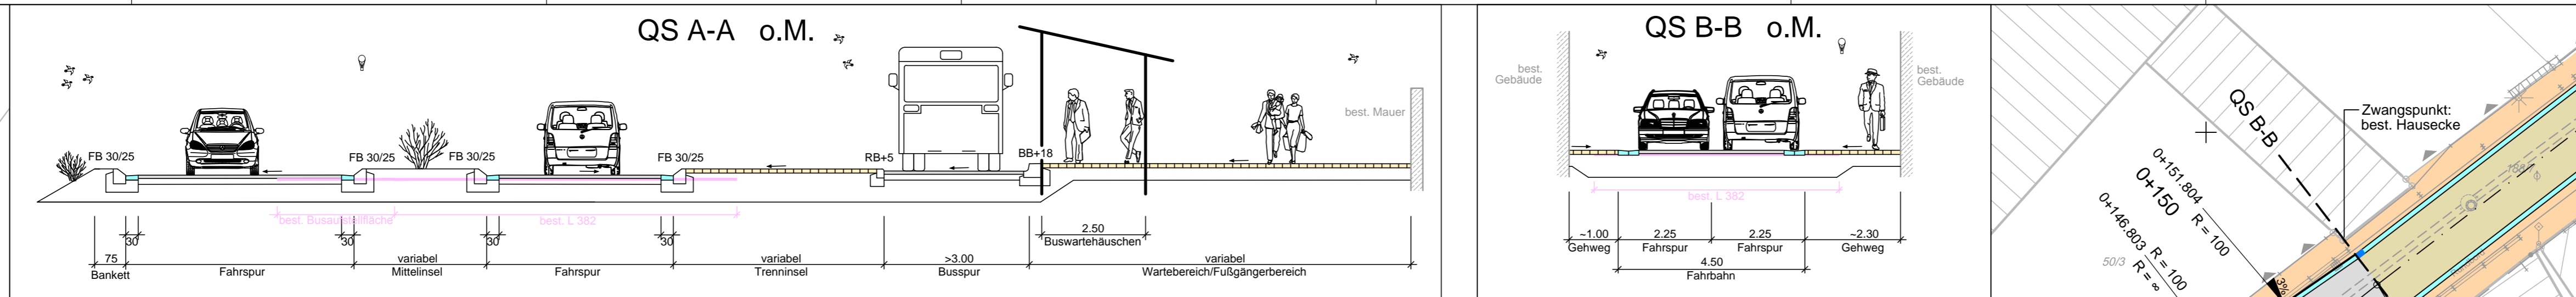 QS A-A   o.M.
best. Mauer
FB 30/25
FB 30/25
FB 30/25
FB 30/25
RB+5
BB+18
best. Busaufstellfläche
best. L 382
30
30
30
30
2.50
Buswartehäuschen
75
Bankett
Fahrspur
variabel
Mittelinsel
Fahrspur
variabel
Trenninsel
>3.00
Busspur
variabel
Wartebereich/Fußgängerbereich
QS B-B   o.M.
best.
Gebäude
best.
Gebäude
best. L 382
~1.00
Gehweg
2.25
Fahrspur
2.25
Fahrspur
~2.30
Gehweg
4.50
Fahrbahn
QS B-B
Zwangspunkt:
best. Hausecke
0+151.804
R = 100
0+150
0+146.803
R = 100
R = ∞
50/3
3%